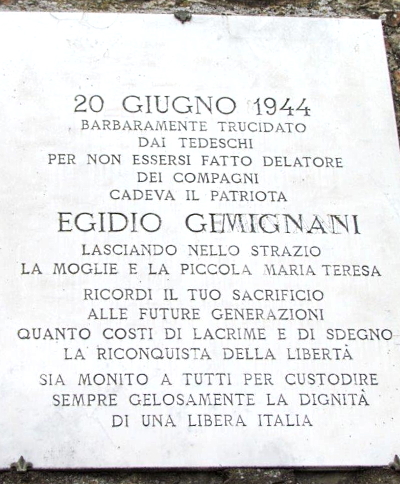 20 GIUGNO 1944
BARBARAMENTE TRUCIDATO
DAI TEDESCHI
PER NON ESSERSI FATTO DELATORE
DEI COMPAGNI
CADEVA IL PATRIOTA
EGIDIO GEMIGNANI
LASCIANDO NELLO STRAZIO
LA MOGLIE E LA PICCOLA MARIA TERESA
RICORDI IL TUO SACRIFICIO
ALLE FUTURE GENERAZIONI
QUANTO COSTI DI LACRIME E DI SDEGNO
LA RICONQUISTA DELLA LIBERTÀ
SIA MONITO A TUTTI PER CUSTODIRE
SEMPRE GELOSAMENTE LA DIGNITÀ
DI UNA LIBERA ITALIA